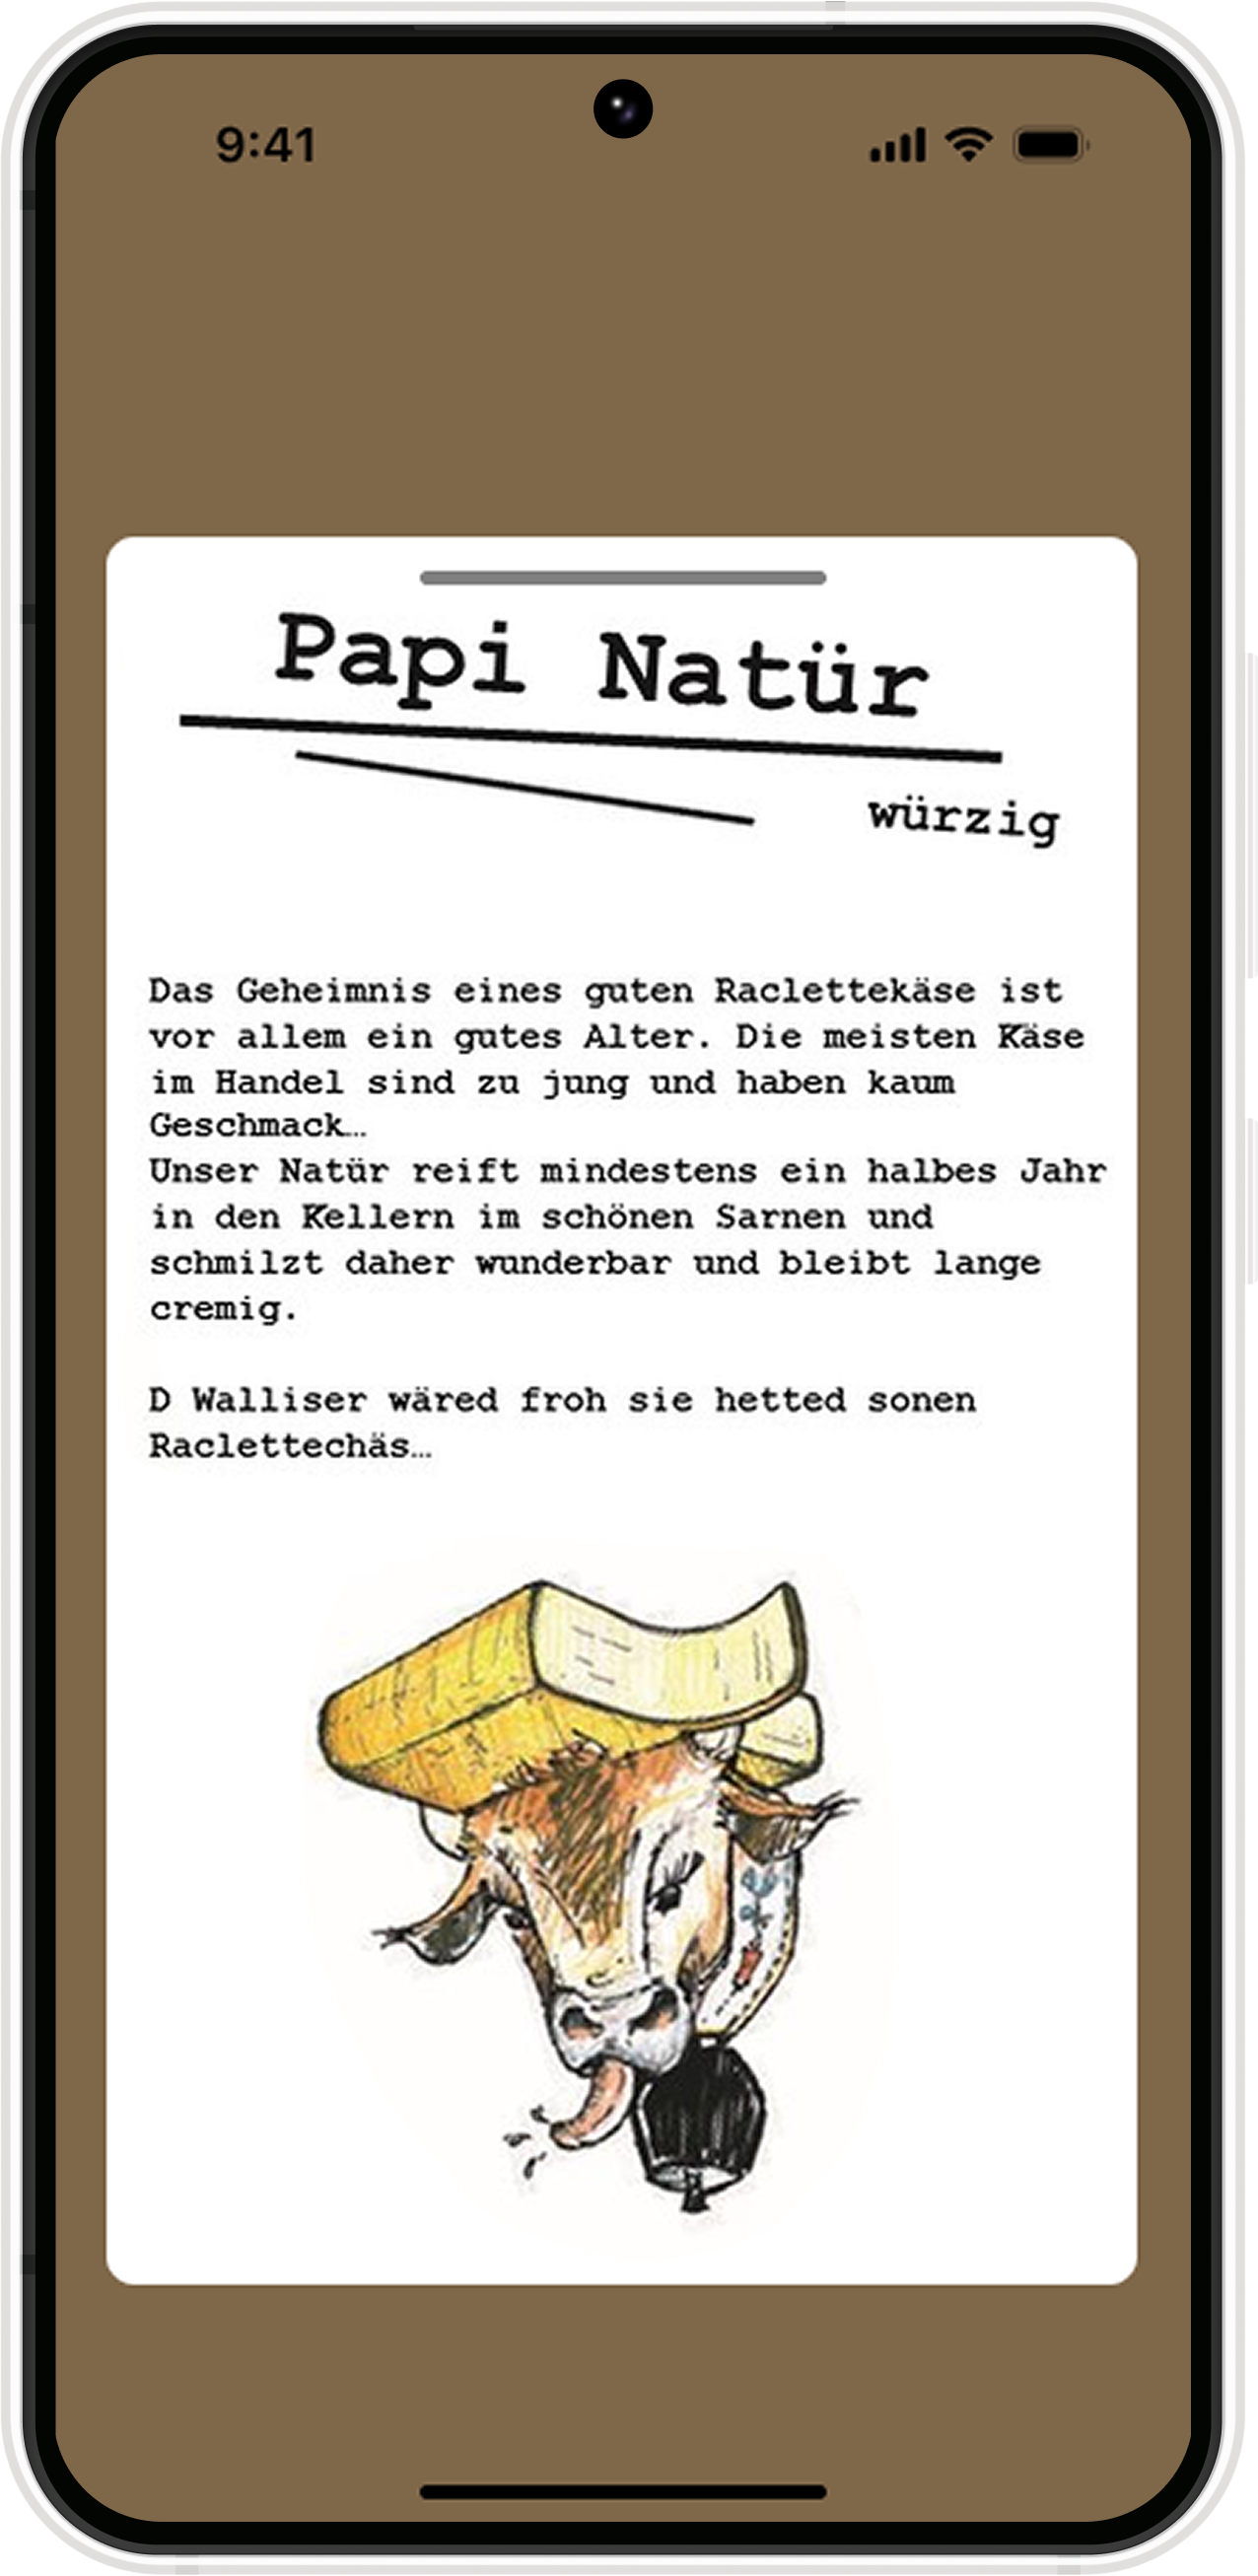 9:41
Papi Natür
würzig
Das Geheimnis eines guten Raclettekäse ist
vor allem ein gutes Alter. Die meisten Käse
im Handel sind zu jung und haben kaum
Geschmack…
Unser Natür reift mindestens ein halbes Jahr
in den Kellern im schönen Sarnen und
schmilzt daher wunderbar und bleibt lange
cremig.
D Walliser wäred froh sie hetted sonen
Raclettechäs…